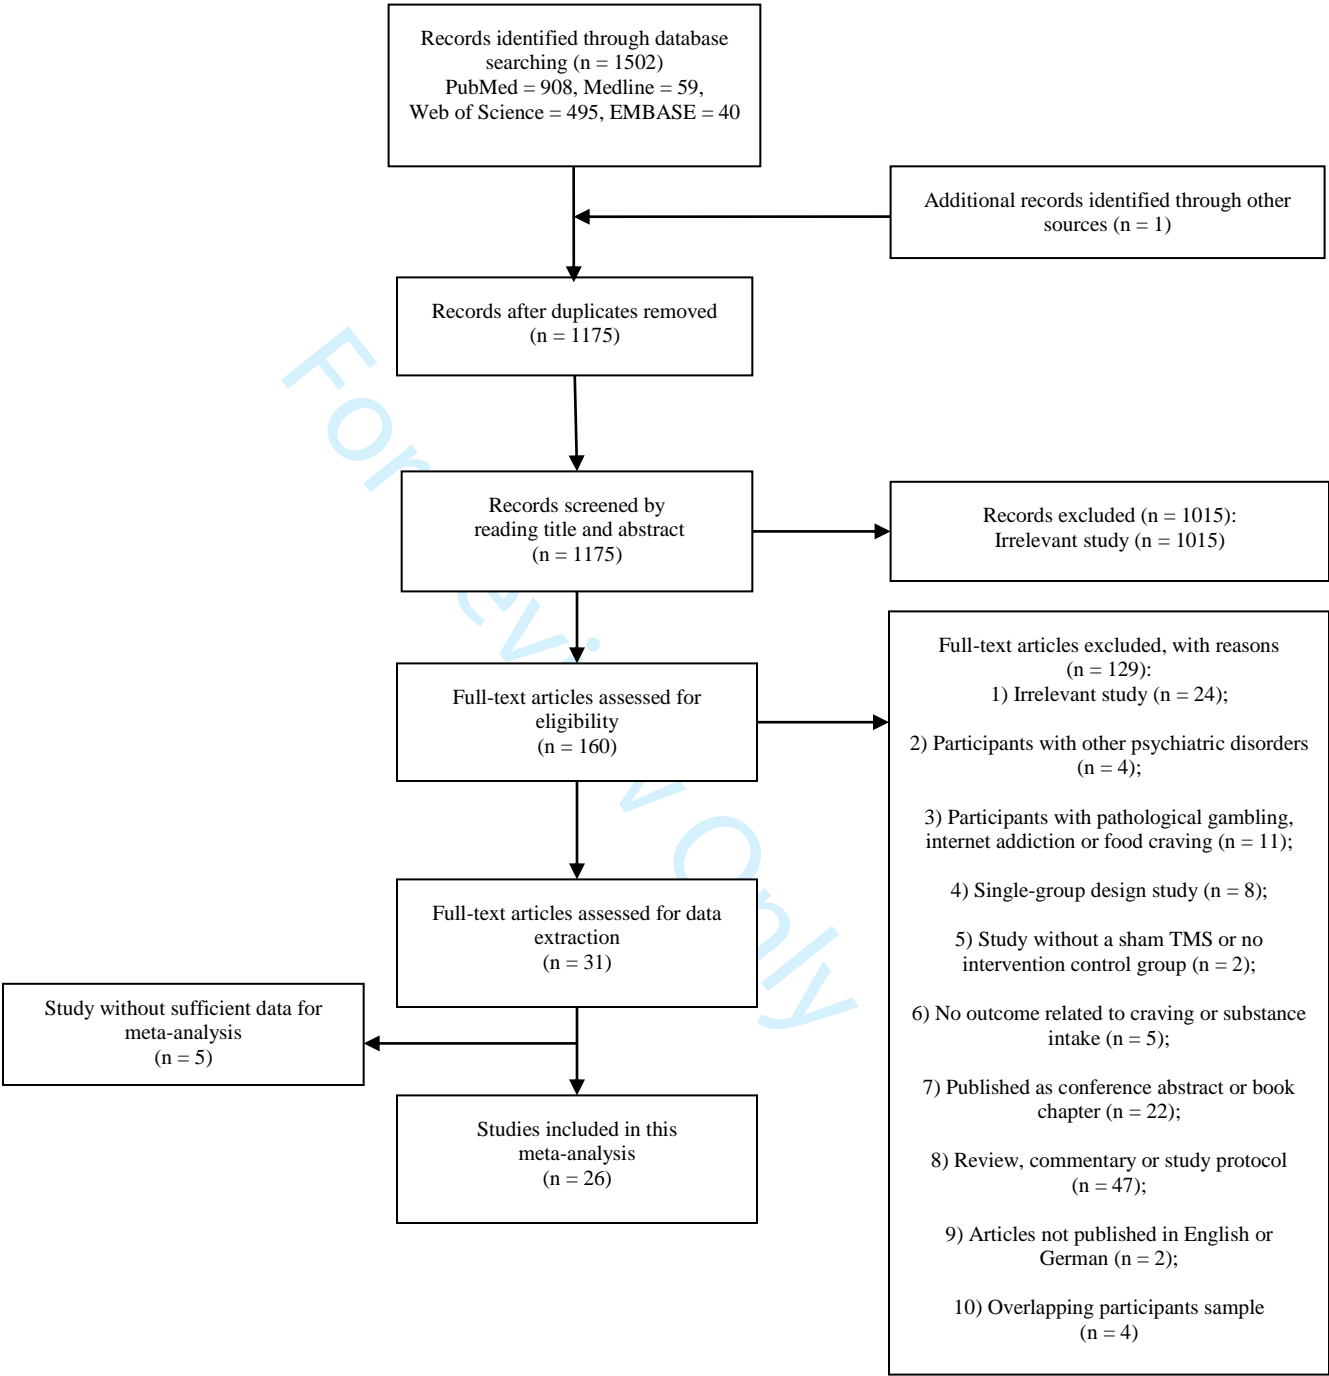 Records identified through database
searching (n = 1502)
PubMed = 908, Medline = 59,
Web of Science = 495, EMBASE = 40
Additional records identified through other
sources (n = 1)
Records after duplicates removed
(n = 1175)
Records screened by
reading title and abstract
(n = 1175)
Records excluded (n = 1015):
Irrelevant study (n = 1015)
Full-text articles assessed for
eligibility
(n = 160)
Full-text articles excluded, with reasons
(n = 129):
1) Irrelevant study (n = 24);
2) Participants with other psychiatric disorders
(n = 4);
3) Participants with pathological gambling,
internet addiction or food craving (n = 11);
4) Single-group design study (n = 8);
5) Study without a sham TMS or no
intervention control group (n = 2);
6) No outcome related to craving or substance
intake (n = 5);
7) Published as conference abstract or book
chapter (n = 22);
8) Review, commentary or study protocol
(n = 47);
9) Articles not published in English or
German (n = 2);
10) Overlapping participants sample
(n = 4)
Full-text articles assessed for data
extraction
(n = 31)
Study without sufficient data for
meta-analysis
(n = 5)
Studies included in this
meta-analysis
(n = 26)
For Review Only